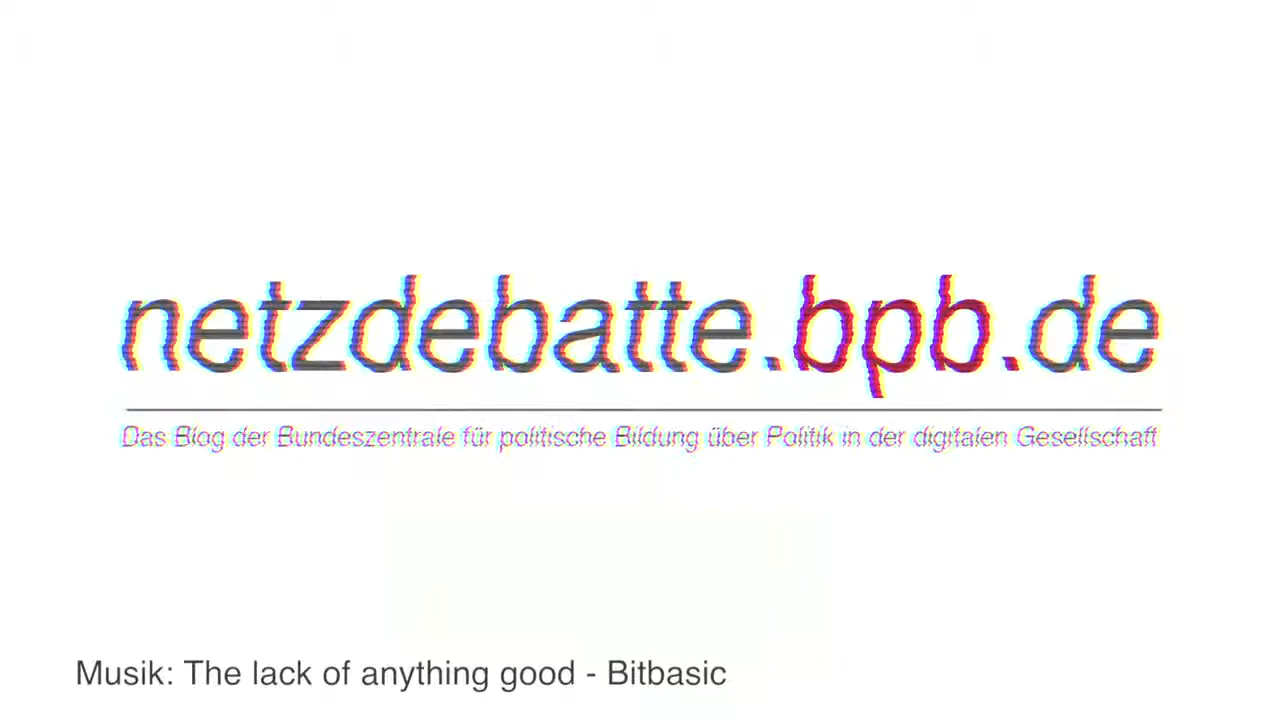 netzdebatte.bpb.de
Das Blog der Bundeszentrale für politische Bildung über Politik in der digitalen Gesellschaft
Musik: The lack of anything good - Bitbasic